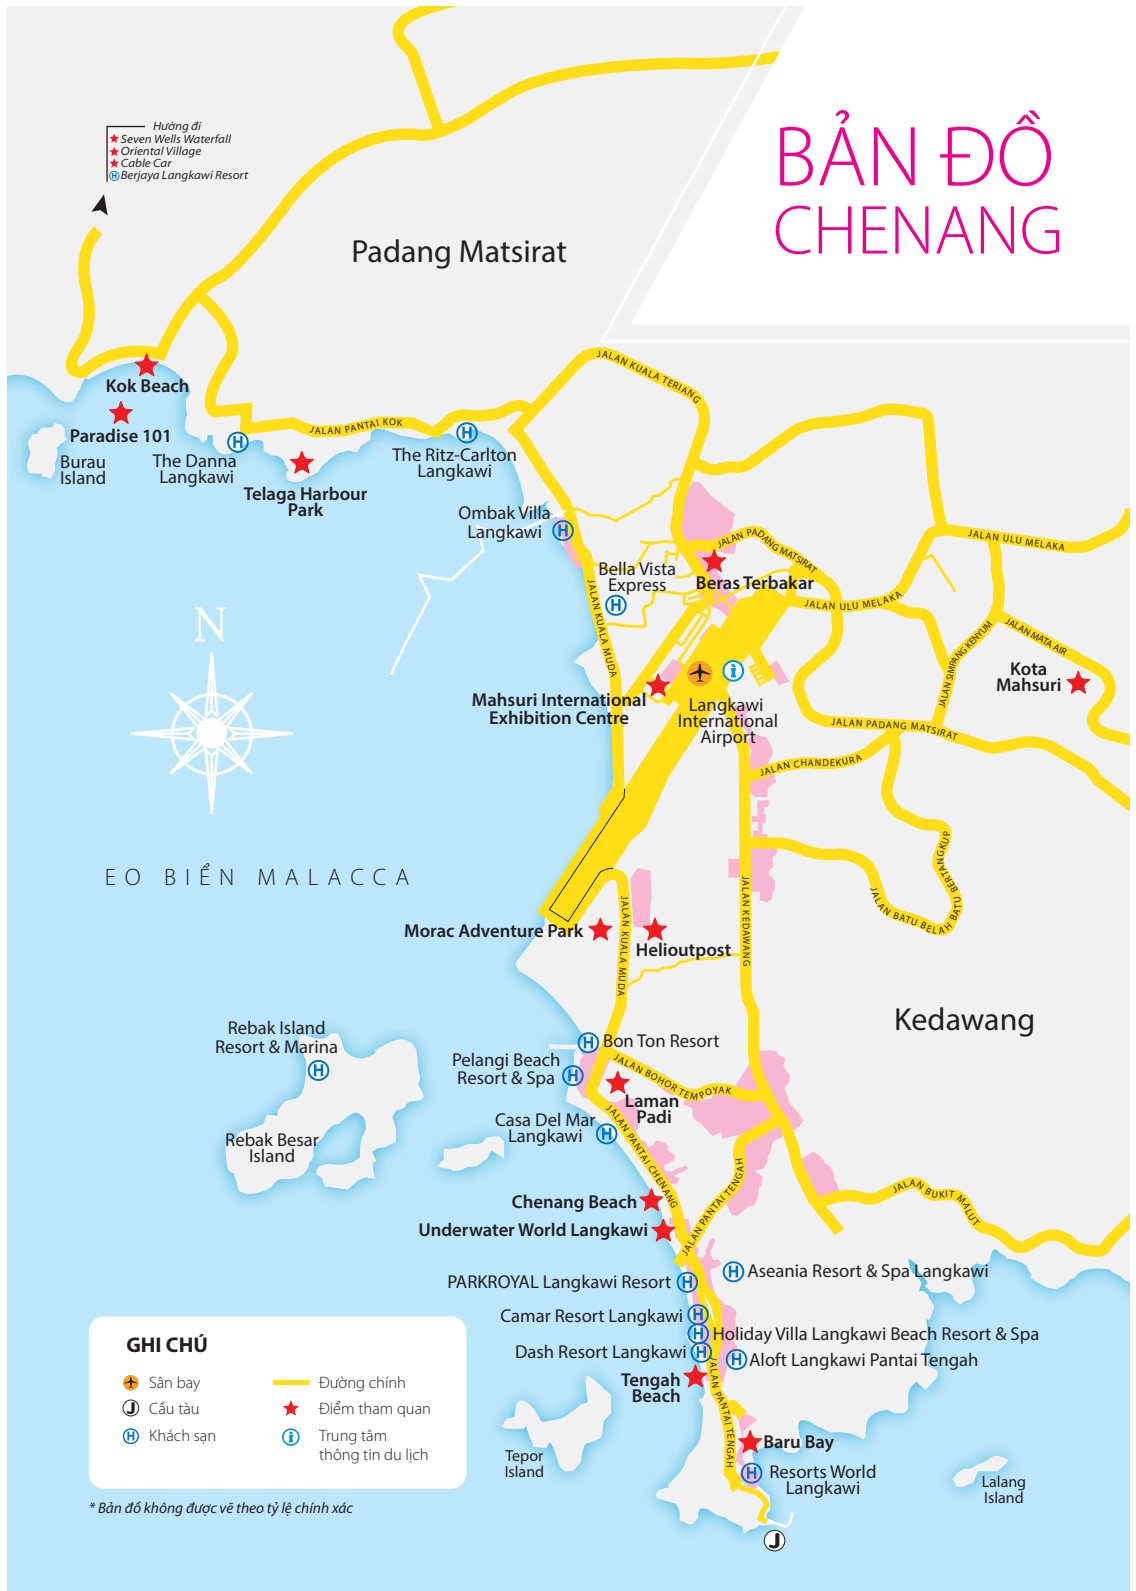 BẢN ĐỒ
CHENANG
Hướng đi
Seven Wells Waterfall
Oriental Village
Cable Car
Berjaya Langkawi Resort
Padang Matsirat
JALAN KUALA TERIANG
Kok Beach
Paradise 101
Burau
Island
The Danna
Langkawi
JALAN PANTAI KOK
Telaga Harbour
Park
The Ritz-Carlton
Langkawi
Ombak Villa
Langkawi
JALAN PADANG MATSIRAT
JALAN ULU MELAKA
Bella Vista
Express
Beras Terbakar
JALAN ULU MELAKA
JALAN KUALA MUDA
JALAN SIMPANG KENYUM
JALAN MATA AIR
Kota
Mahsuri
N
Mahsuri International
Exhibition Centre
Langkawi
International
Airport
JALAN PADANG MATSIRAT
JALAN CHANDEKURA
EO BIỂN MALACCA
JALAN BATU BELAH BATU BERTANGKUP
JALAN KEDAWANG
JALAN KUALA MUDA
Morac Adventure Park
Helioutpost
Kedawang
Rebak Island
Resort & Marina
Bon Ton Resort
Pelangi Beach
Resort & Spa
JALAN BOHOR TEMPOYAK
Laman
Padi
Casa Del Mar
Langkawi
JALAN PANTAI CHENANG
Rebak Besar
Island
JALAN PANTAI TENGAH
JALAN BUKIT MALUT
Chenang Beach
Underwater World Langkawi
Aseania Resort & Spa Langkawi
PARKROYAL Langkawi Resort
Camar Resort Langkawi
Holiday Villa Langkawi Beach Resort & Spa
Dash Resort Langkawi
Aloft Langkawi Pantai Tengah
Tengah
Beach
JALAN PANTAI TENGAH
Baru Bay
Resorts World
Langkawi
Tepor
Island
Lalang
Island
GHI CHÚ
Sân bay
Đường chính
Cầu tàu
Điểm tham quan
Khách sạn
Trung tâm
thông tin du lịch
* Bản đồ không được vẽ theo tỷ lệ chính xác